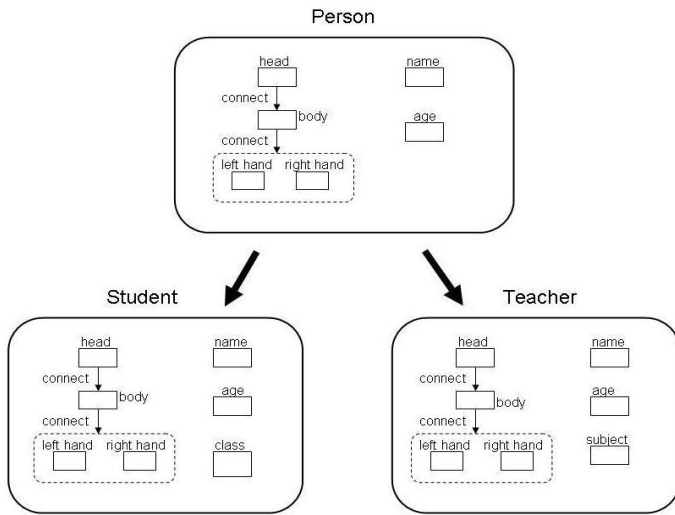 Person
head
name
connect
body
age
connect
left hand right hand
Student
head
name
connect
body
age
connect
left hand right hand
class
Teacher
head
name
connect
body
age
connect
left hand right hand
subject